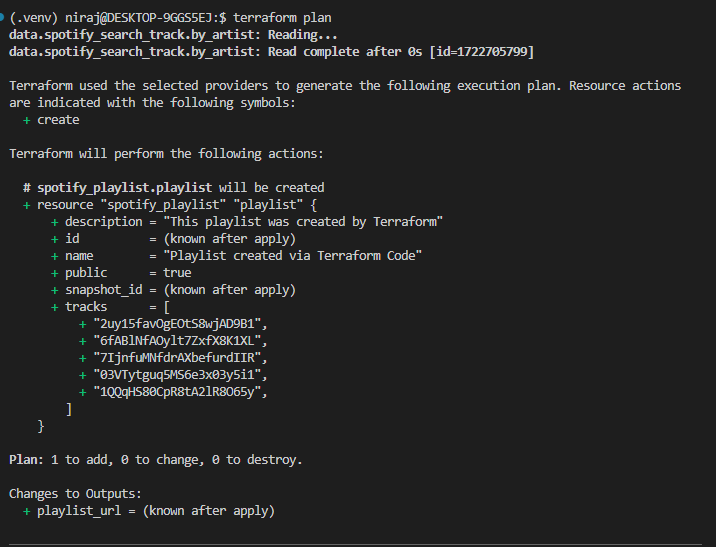 (.venv) niraj@DESKTOP-9GGS5EJ:$ terraform plan
data.spotify_search_track.by_artist: Reading...
data.spotify_search_track.by_artist: Read complete after 0s [id=1722705799]
Terraform used the selected providers to generate the following execution plan. Resource actions
are indicated with the following symbols:
+ create
Terraform will perform the following actions:
# spotify_playlist.playlist will be created
+ resource "spotify_playlist" "playlist" {
+ description = "This playlist was created by Terraform"
+ id = (known after apply)
+ name = "Playlist created via Terraform Code"
+ public = true
+ snapshot_id = (known after apply)
+ tracks = [
+ "2uy15favOgEOtS8wjAD9B1",
+ "6fABlNfAOylt7ZxfX8K1XL",
+ "7IjnfuMNfdrAXbefurdIIR",
+ "03VTytguq5MS6e3x03y5i1",
+ "1QQqHS80CpR8tA2lR8O65y",
]
}
Plan: 1 to add, 0 to change, 0 to destroy.
Changes to Outputs:
+ playlist_url = (known after apply)